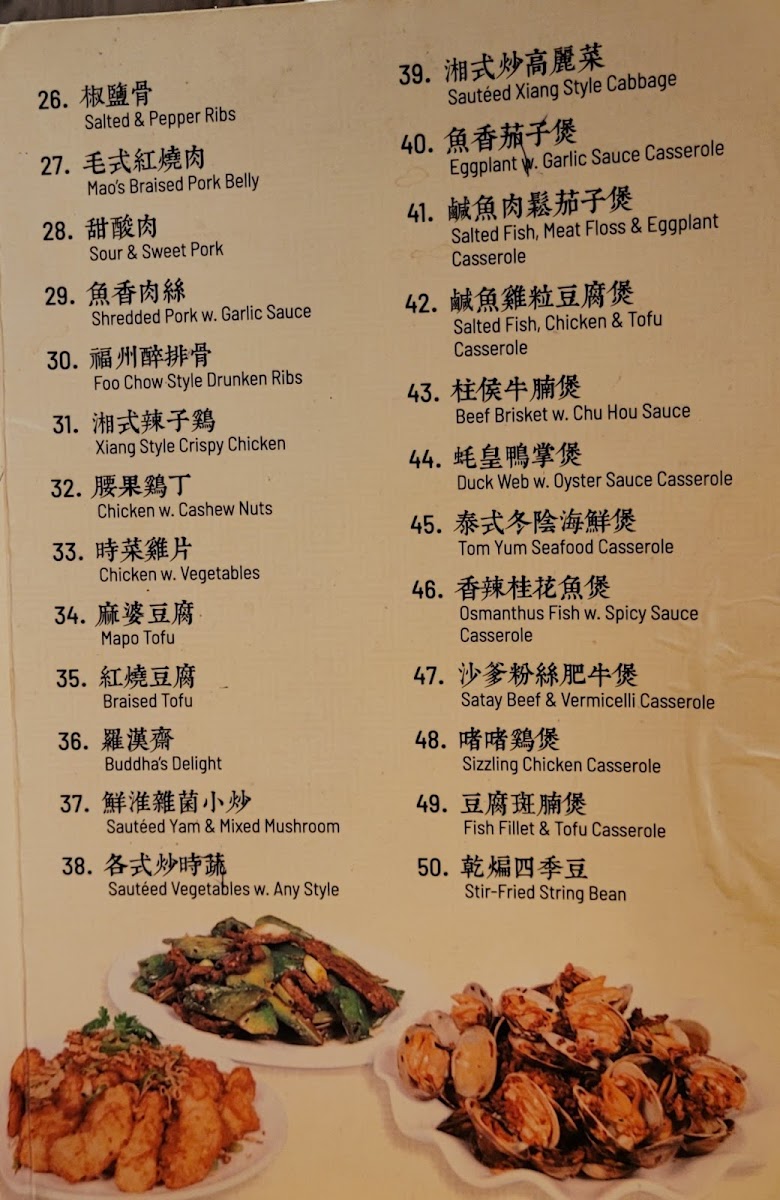 26. 椒鹽骨
Salted & Pepper Ribs
27. 毛式紅燒肉
Mao's Braised Pork Belly
28. 甜酸肉
Sour & Sweet Pork
29. 魚香肉絲
Shredded Pork w. Garlic Sauce
30. 福州醉排骨
Foo Chow Style Drunken Ribs
31. 湘式辣子鷄
Xiang Style Crispy Chicken
32. 腰果鷄丁
Chicken w. Cashew Nuts
33. 時菜雞片
Chicken w. Vegetables
34. 麻婆豆腐
Mapo Tofu
35. 紅燒豆腐
Braised Tofu
36. 羅漢齋
Buddha's Delight
37. 鮮淮雜菌小炒
Sautéed Yam & Mixed Mushroom
38. 各式炒時蔬
Sautéed Vegetables w. Any Style
39. 湘式炒高麗菜
Sautéed Xiang Style Cabbage
40. 魚香茄子煲
Eggplant w. Garlic Sauce Casserole
41. 鹹魚肉鬆茄子煲
Salted Fish, Meat Floss & Eggplant
Casserole
42. 鹹魚雞粒豆腐煲
Salted Fish, Chicken & Tofu
Casserole
43. 柱侯牛腩煲
Beef Brisket w. Chu Hou Sauce
44. 蚝皇鴨掌煲
Duck Web w. Oyster Sauce Casserole
45. 泰式冬陰海鮮煲
Tom Yum Seafood Casserole
46. 香辣桂花魚煲
Osmanthus Fish w. Spicy Sauce
Casserole
47. 沙爹粉絲肥牛煲
Satay Beef & Vermicelli Casserole
48. 啫啫鷄煲
Sizzling Chicken Casserole
49. 豆腐斑腩煲
Fish Fillet & Tofu Casserole
50. 乾煸四季豆
Stir-Fried String Bean